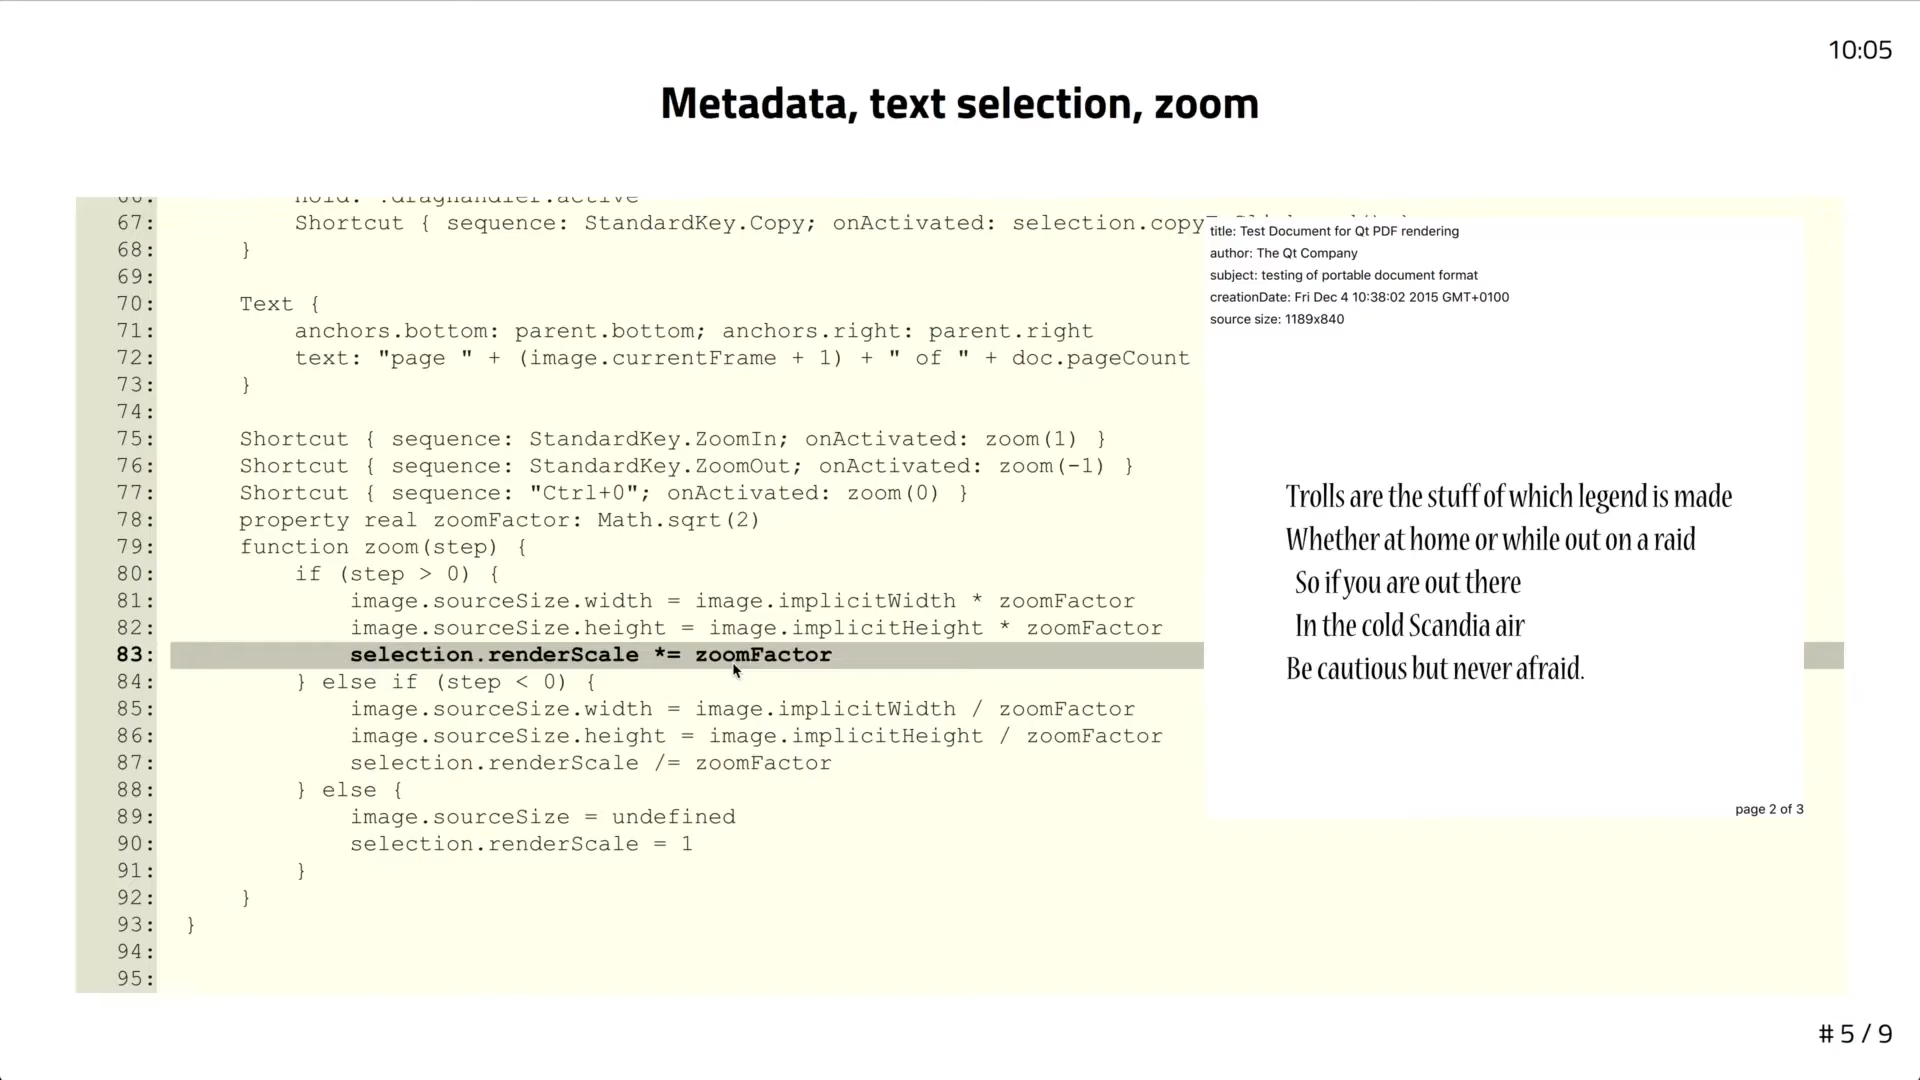 10:05
Metadata, text selection, zoom
66: hold: !dragHandler.active
67: Shortcut { sequence: StandardKey.Copy; onActivated: selection.copy
68: }
69:
70: Text {
71: anchors.bottom: parent.bottom; anchors.right: parent.right
72: text: "page " + (image.currentFrame + 1) + " of " + doc.pageCount
73: }
74:
75: Shortcut { sequence: StandardKey.ZoomIn; onActivated: zoom(1) }
76: Shortcut { sequence: StandardKey.ZoomOut; onActivated: zoom(-1) }
77: Shortcut { sequence: "Ctrl+0"; onActivated: zoom(0) }
78: property real zoomFactor: Math.sqrt(2)
79: function zoom(step) {
80: if (step > 0) {
81: image.sourceSize.width = image.implicitWidth * zoomFactor
82: image.sourceSize.height = image.implicitHeight * zoomFactor
83: selection.renderScale *= zoomFactor
84: } else if (step < 0) {
85: image.sourceSize.width = image.implicitWidth / zoomFactor
86: image.sourceSize.height = image.implicitHeight / zoomFactor
87: selection.renderScale /= zoomFactor
88: } else {
89: image.sourceSize = undefined
90: selection.renderScale = 1
91: }
92: }
93: }
94:
95:
title: Test Document for Qt PDF rendering
author: The Qt Company
subject: testing of portable document format
creationDate: Fri Dec 4 10:38:02 2015 GMT+0100
source size: 1189x840
Trolls are the stuff of which legend is made
Whether at home or while out on a raid
So if you are out there
In the cold Scandia air
Be cautious but never afraid.
page 2 of 3
# 5 / 9